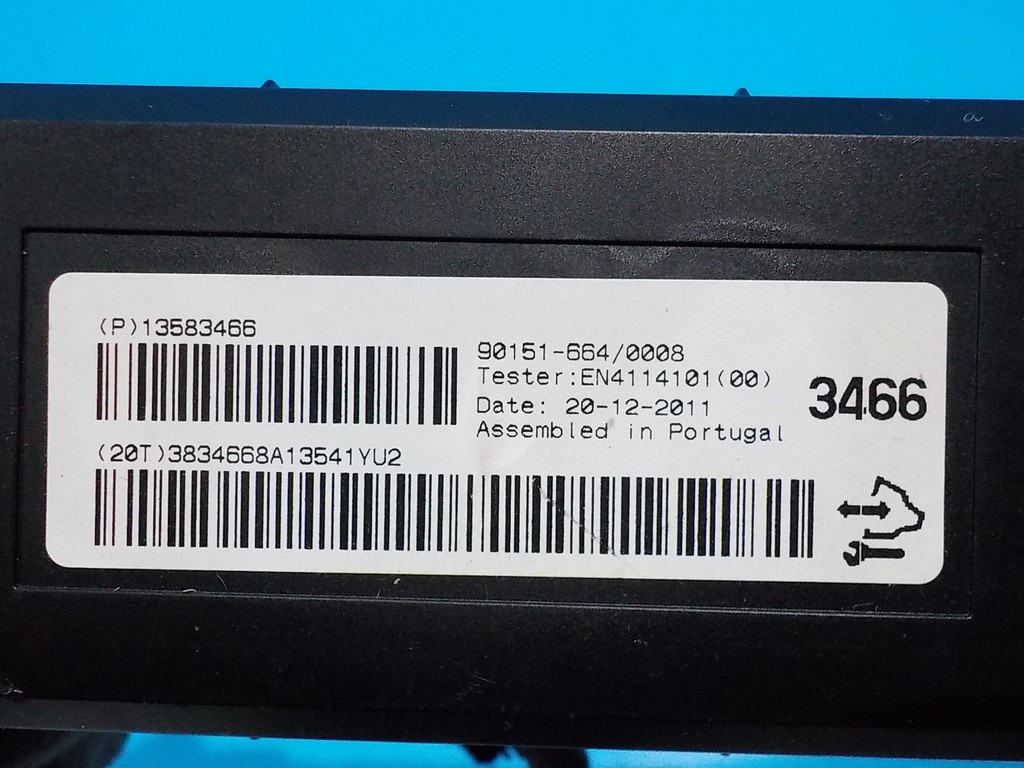 (P)13583466
90151-664/0008
Tester:EN4114101(00)
Date: 20-12-2011
Assembled in Portugal
3466
(20T)3834668A13541YU2